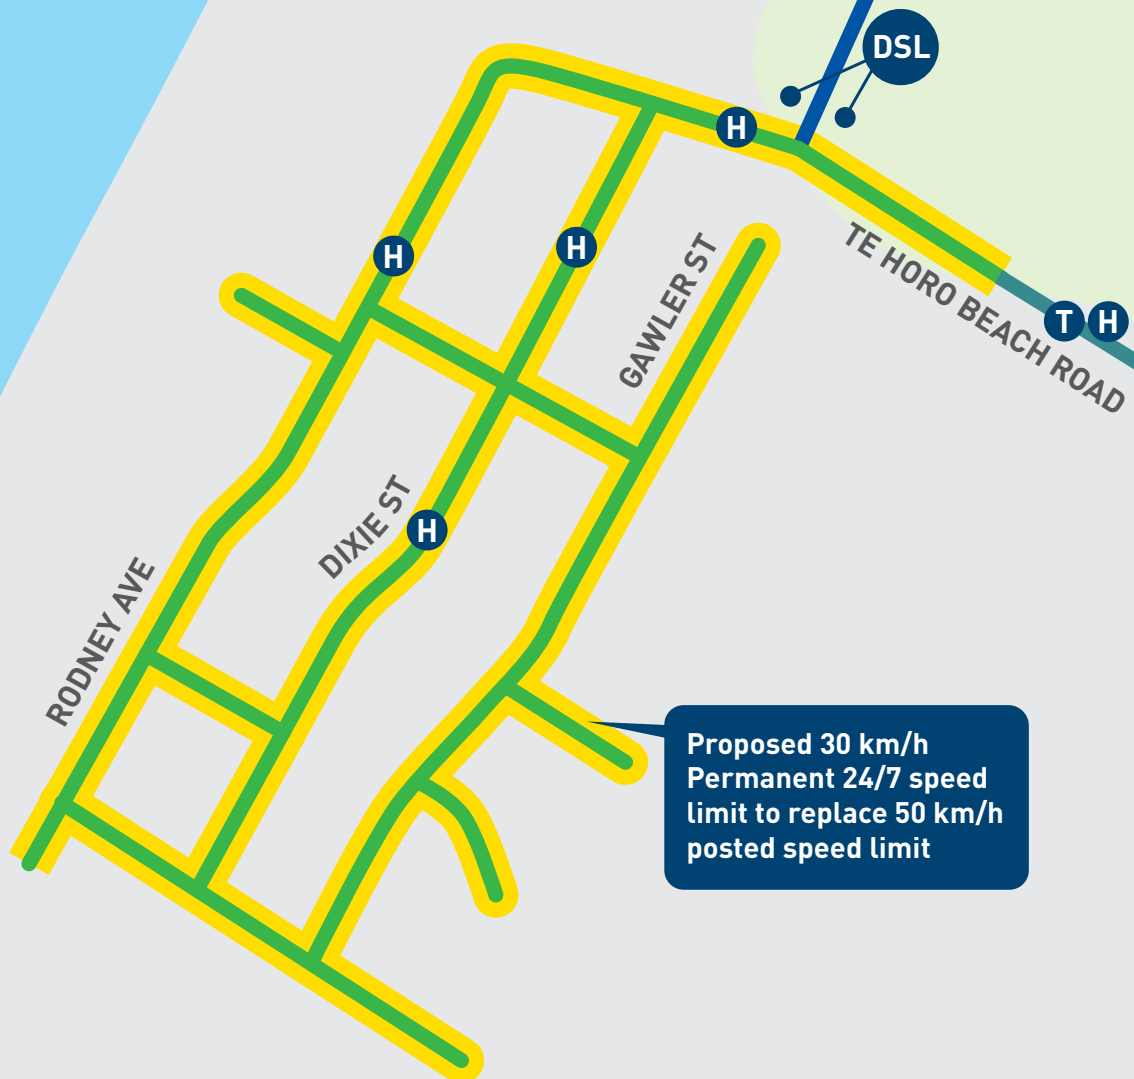 DSL
H
H
H
GAWLER ST
TE HORO BEACH ROAD
T
H
DIXIE ST
H
RODNEY AVE
Proposed 30 km/h
Permanent 24/7 speed
limit to replace 50 km/h
posted speed limit